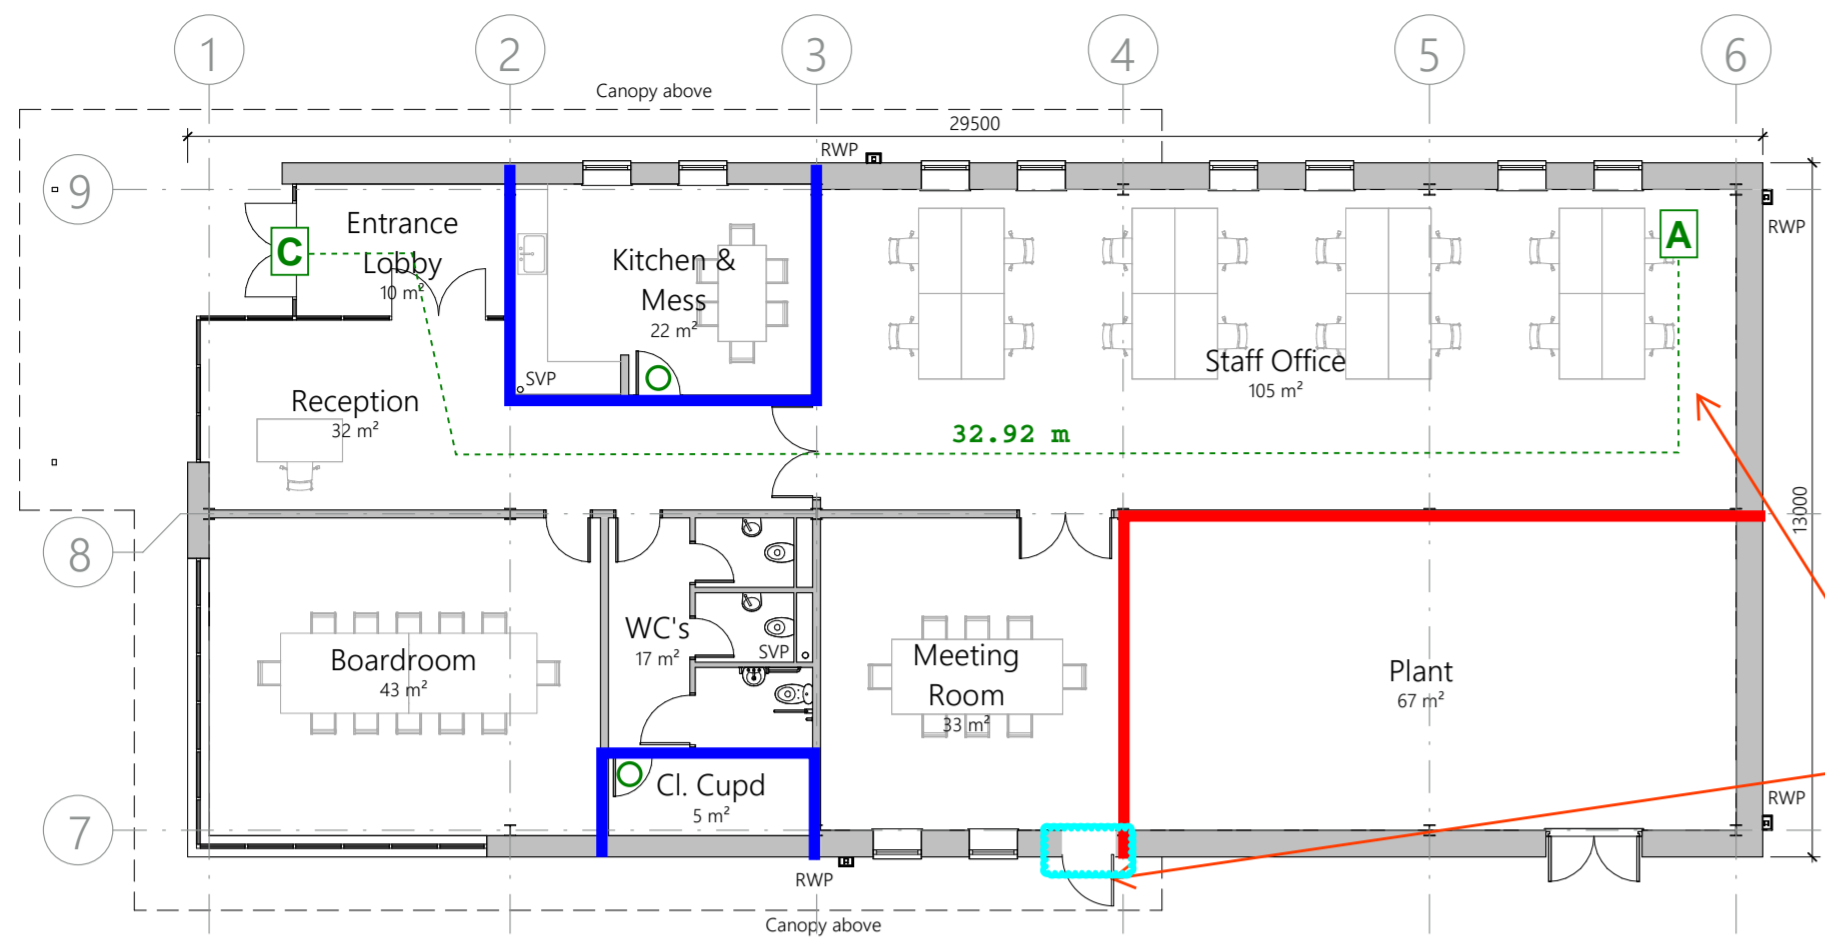 1 2 3 4 5 6
Canopy above
29500
RWP
9
Entrance
Lobby
10 m²
C
Kitchen &
Mess
22 m²
SVP
A
RWP
Staff Office
105 m²
Reception
32 m²
32.92 m
13000
8
WC's
17 m²
SVP
Boardroom
43 m²
Meeting
Room
33 m²
Plant
67 m²
Cl. Cupd
5 m²
7
RWP
RWP
Canopy above